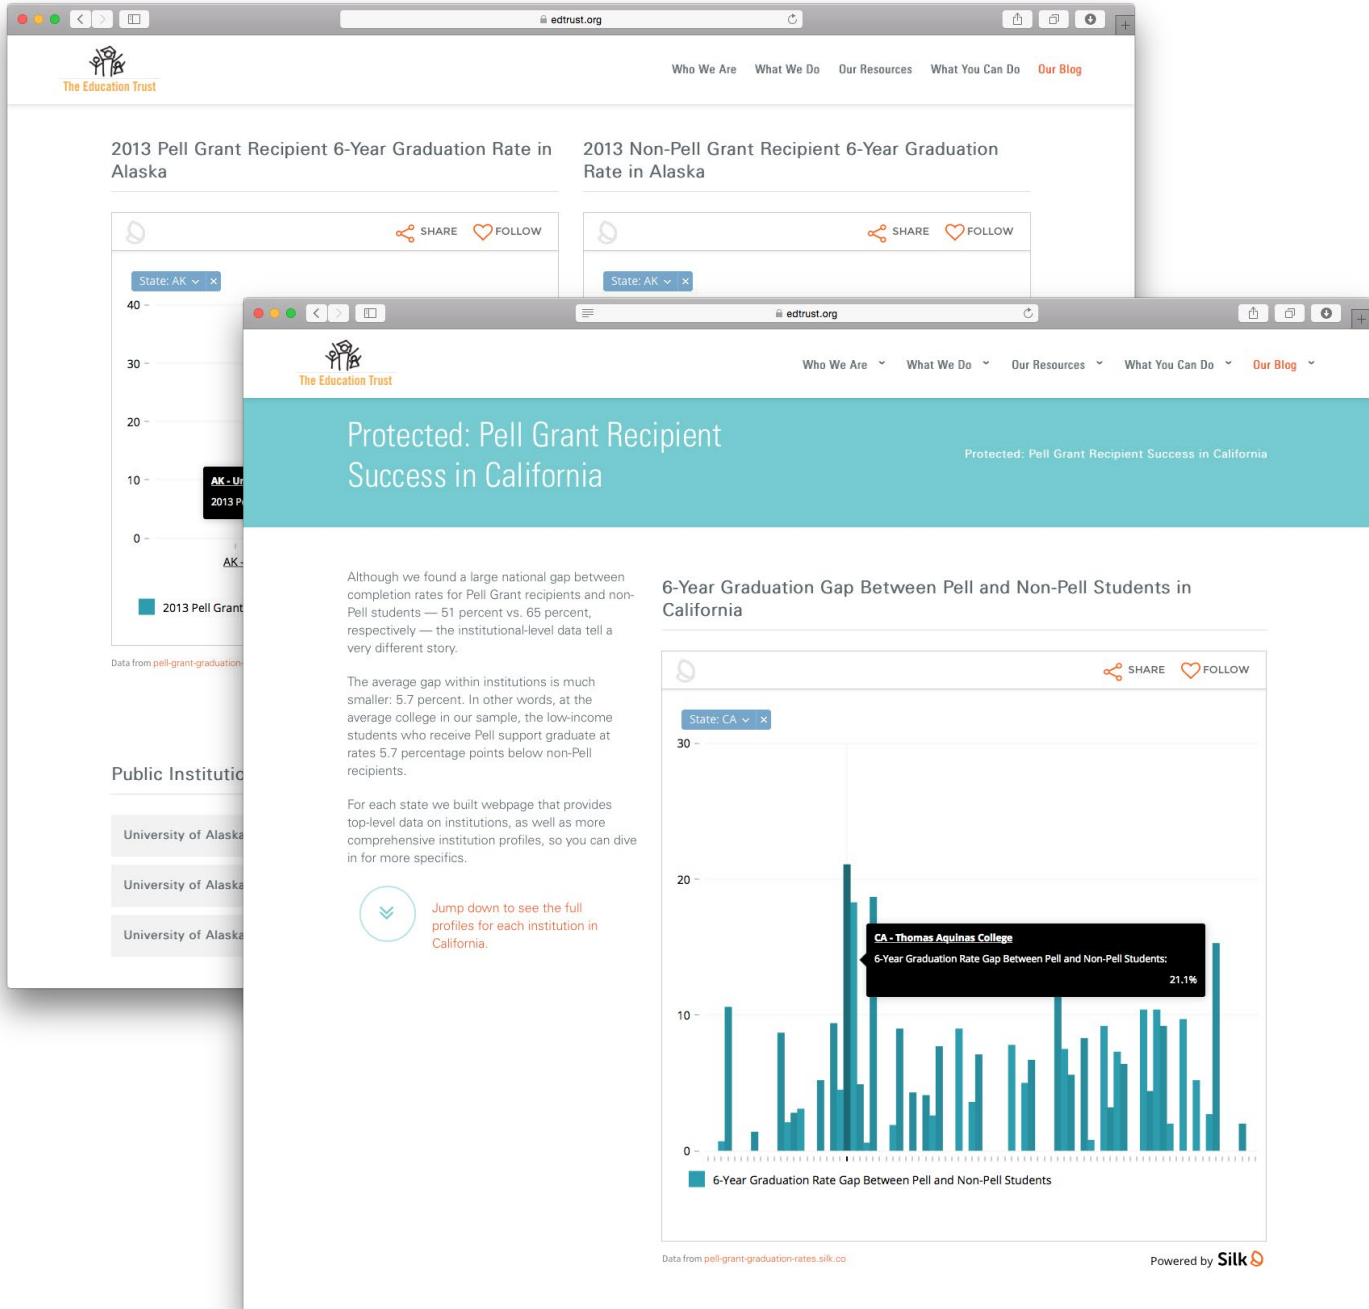 edtrust.org
The Education Trust
Who We Are What We Do Our Resources What You Can Do Our Blog
2013 Pell Grant Recipient 6-Year Graduation Rate in
Alaska
2013 Non-Pell Grant Recipient 6-Year Graduation
Rate in Alaska
SHARE FOLLOW
SHARE FOLLOW
State: AK
State: AK
40
30
20
10
0
AK -
2013
AK -
2013 Pell Grant
Data from pell-grant-graduation-
Public
University of Alaska
University of Alaska
University of Alaska
edtrust.org
The Education Trust
Who We Are What We Do Our Resources What You Can Do Our Blog
Protected: Pell Grant Recipient
Success in California
Protected: Pell Grant Recipient Success in California
Although we found a large national gap between
completion rates for Pell Grant recipients and non-
Pell students — 51 percent vs. 65 percent,
respectively — the institutional-level data tell a
very different story.
The average gap within institutions is much
smaller: 5.7 percent. In other words, at the
average college in our sample, the low-income
students who receive Pell support graduate at
rates 5.7 percentage points below non-Pell
recipients.
For each state we built webpage that provides
top-level data on institutions, as well as more
comprehensive institution profiles, so you can dive
in for more specifics.
Jump down to see the full
profiles for each institution in
California.
6-Year Graduation Gap Between Pell and Non-Pell Students in
California
SHARE FOLLOW
State: CA
30
20
10
0
CA - Thomas Aquinas College
6-Year Graduation Rate Gap Between Pell and Non-Pell Students:
21.1%
6-Year Graduation Rate Gap Between Pell and Non-Pell Students
Data from pell-grant-graduation-rates.silk.co
Powered by Silk